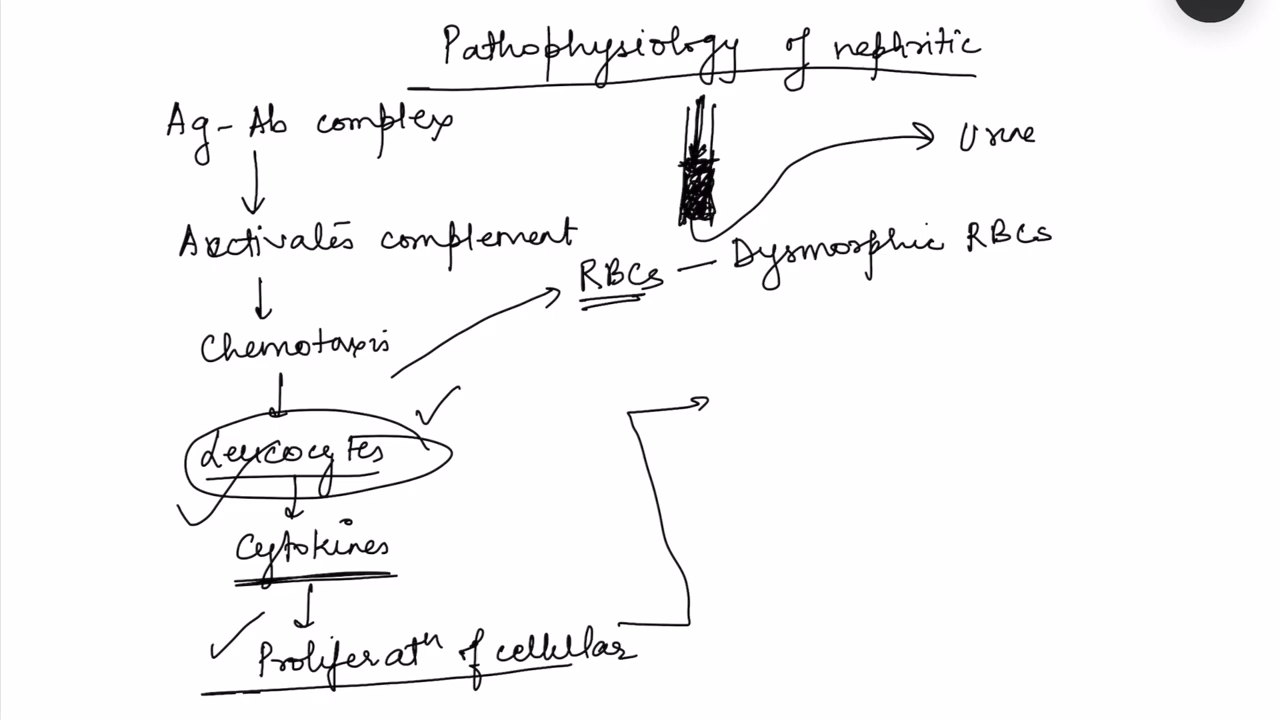 Pathophysiology of nephritic
Ag-Ab complex
Urine
Activates complement
RBCs - Dysmorphic RBCs
Chemotaxis
Leucocytes
Cytokines
Proliferatn of cellular